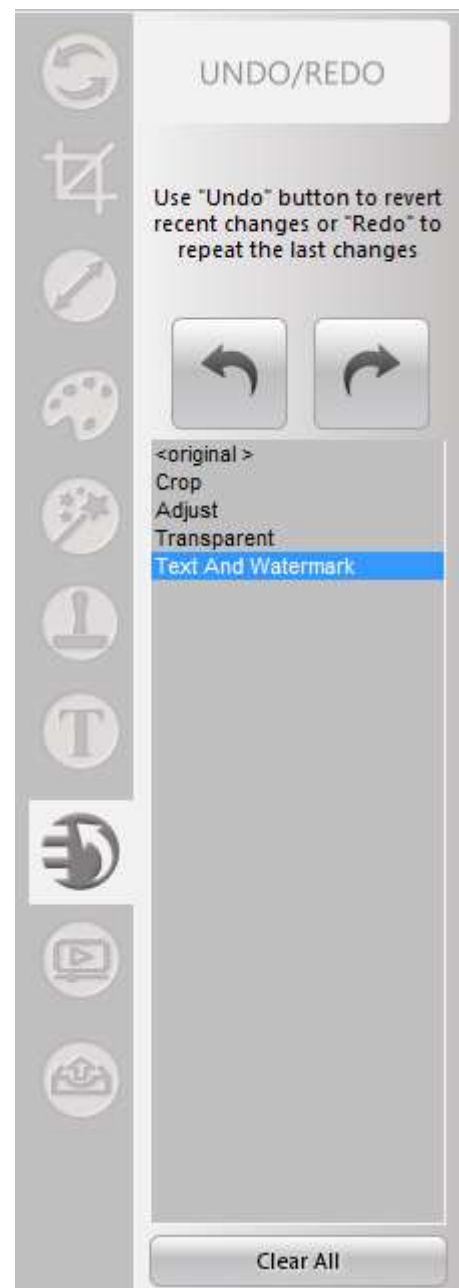 UNDO/REDO
Use "Undo" button to revert
recent changes or "Redo" to
repeat the last changes
<original >
Crop
Adjust
Transparent
Text And Watermark
T
Clear All